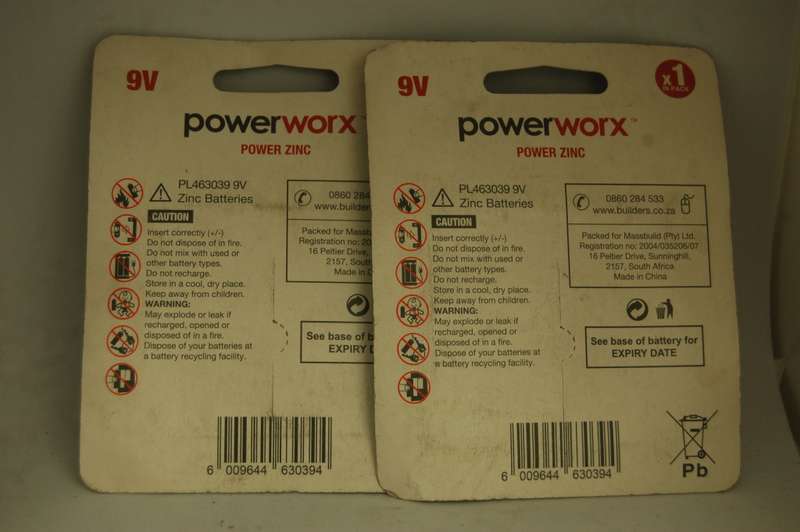 9V
powerworx
POWER ZINC
PL463039 9V
Zinc Batteries
CAUTION
Insert correctly (+/-)
Do not dispose of in fire.
Do not mix with used or
other battery types.
Do not recharge.
Store in a cool, dry place.
Keep away from children.
WARNING:
May explode or leak if
recharged, opened or
disposed of in a fire.
Dispose of your batteries at
a battery recycling facility.
0860 284
www.builders
Packed for Massb
Registration no: 20
16 Peltier Drive,
2157, South
Made in C
See base of b
EXPIRY D
6 009644 630394
9V
x1
IN PACK
powerworx™
POWER ZINC
PL463039 9V
Zinc Batteries
CAUTION
Insert correctly (+/-)
Do not dispose of in fire.
Do not mix with used or
other battery types.
Do not recharge.
Store in a cool, dry place.
Keep away from children.
WARNING:
May explode or leak if
recharged, opened or
disposed of in a fire.
Dispose of your batteries at
a battery recycling facility.
0860 284 533
www.builders.co.za
Packed for Massbuild (Pty) Ltd.
Registration no: 2004/035206/07
16 Peltier Drive, Sunninghill,
2157, South Africa
Made in China
See base of battery for
EXPIRY DATE
6 009644 630394
Pb